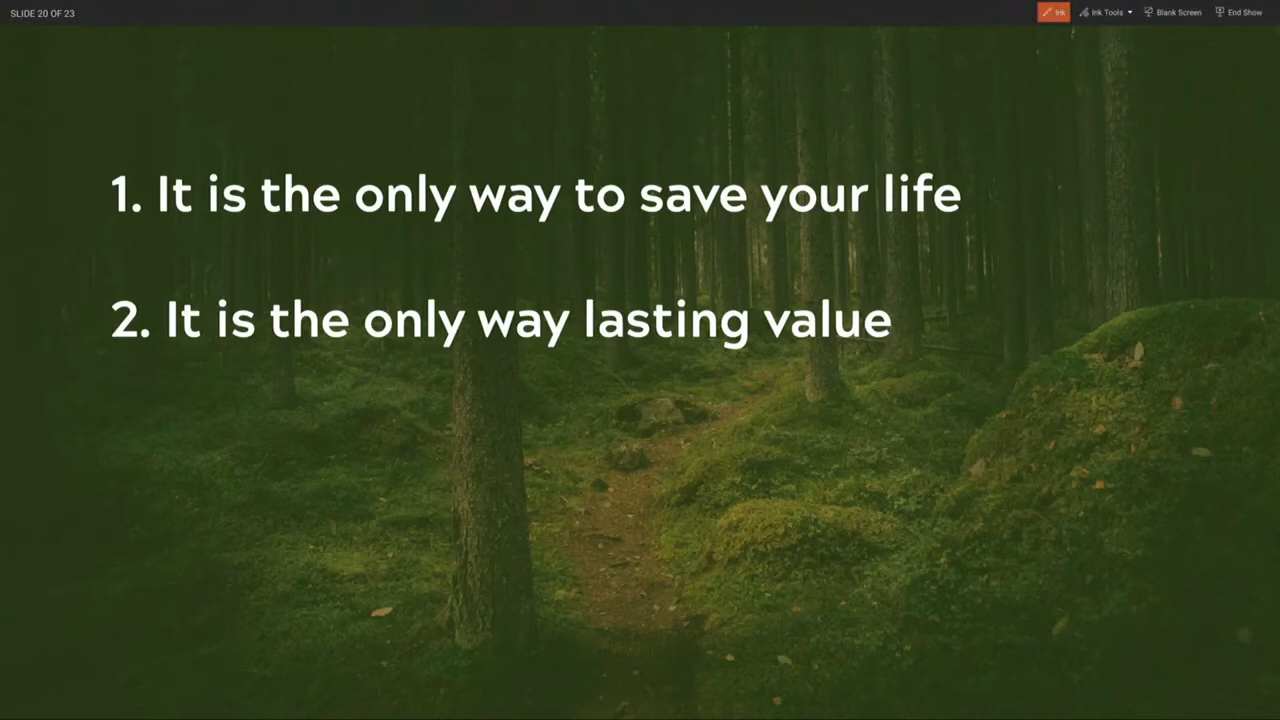 SLIDE 20 OF 23
Ink
Ink Tools
Blank Screen
End Show
1. It is the only way to save your life
2. It is the only way lasting value